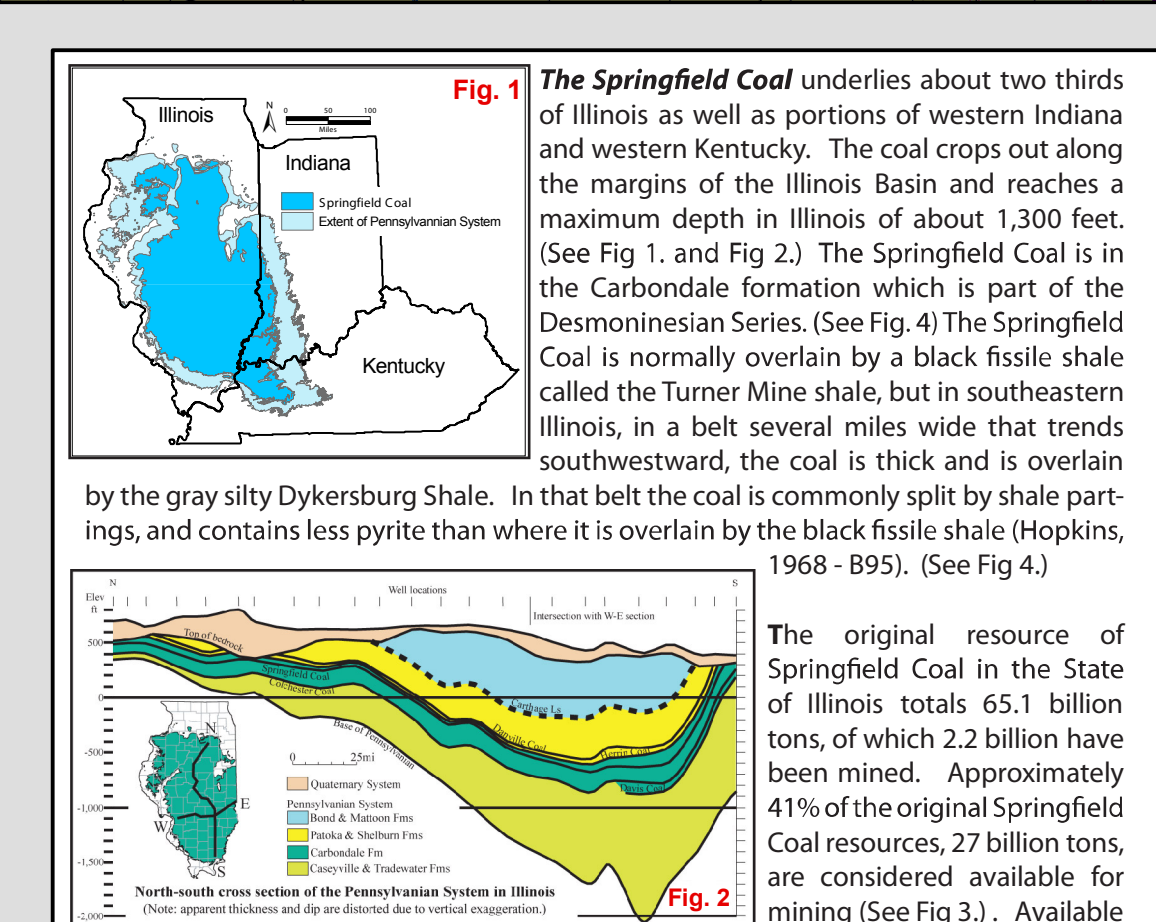 Fig. 1
Illinois
N
0 50 100
Miles
Indiana
Springfield Coal
Extent of Pennsylvannian System
Kentucky
The Springfield Coal underlies about two thirds
of Illinois as well as portions of western Indiana
and western Kentucky. The coal crops out along
the margins of the Illinois Basin and reaches a
maximum depth in Illinois of about 1,300 feet.
(See Fig 1. and Fig 2.) The Springfield Coal is in
the Carbondale formation which is part of the
Desmoninesian Series. (See Fig. 4) The Springfield
Coal is normally overlain by a black fissile shale
called the Turner Mine shale, but in southeastern
Illinois, in a belt several miles wide that trends
southwestward, the coal is thick and is overlain
by the gray silty Dykersburg Shale. In that belt the coal is commonly split by shale part-
ings, and contains less pyrite than where it is overlain by the black fissile shale (Hopkins,
1968 - B95). (See Fig 4.)
The original resource of
Springfield Coal in the State
of Illinois totals 65.1 billion
tons, of which 2.2 billion have
been mined. Approximately
41% of the original Springfield
Coal resources, 27 billion tons,
are considered available for
mining (See Fig 3.) . Available
N
S
Well locations
Elev
ft
Intersection with W-E section
500
0
-500
-1,000
-1,500
-2,000
Top of bedrock
Springfield Coal
Colchester Coal
Base of Pennsylvanian
Carthage Ls
Danville Coal
Herrin Coal
Davis Coal
N
E
W
S
0 25mi
Quaternary System
Pennsylvanian System
Bond & Mattoon Fms
Patoka & Shelburn Fms
Carbondale Fm
Caseyville & Tradewater Fms
North-south cross section of the Pennsylvanian System in Illinois
(Note: apparent thickness and dip are distorted due to vertical exaggeration.)
Fig. 2